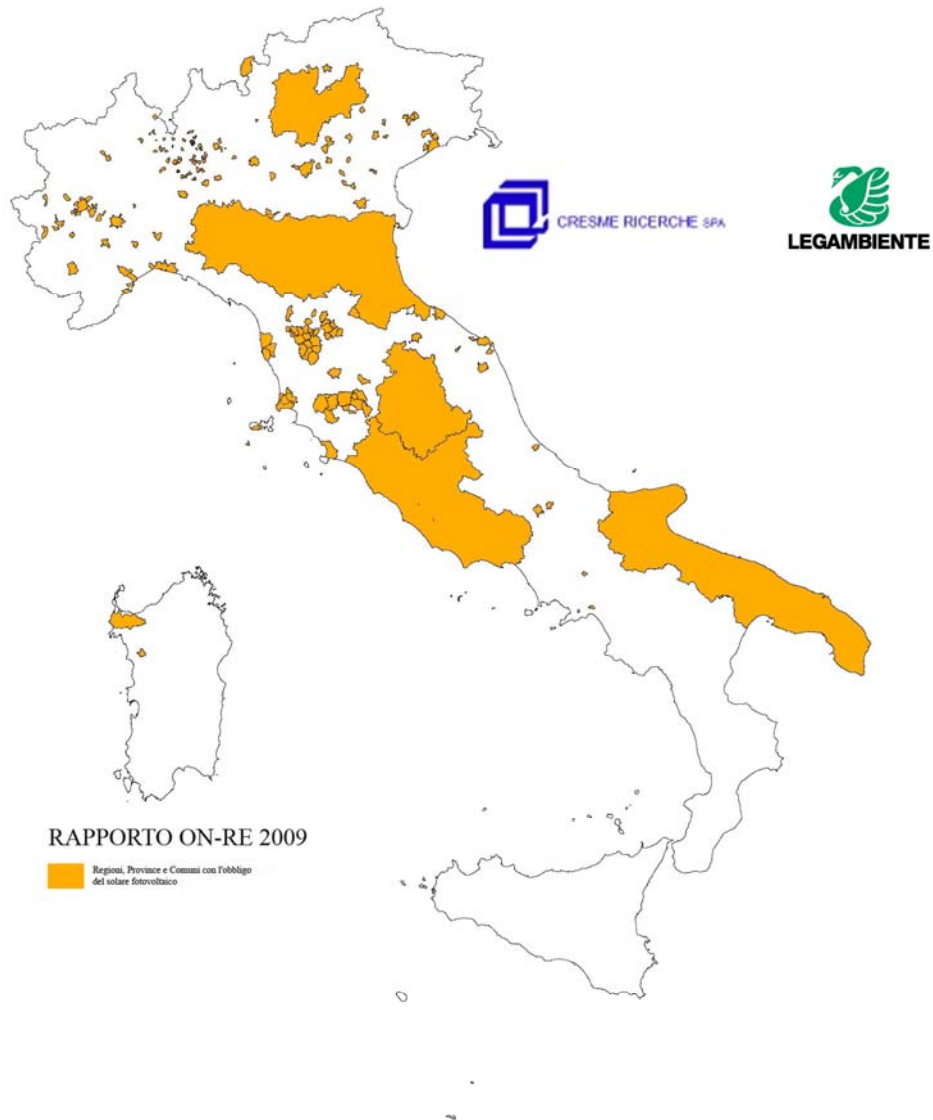 CRESME RICERCHE SPA
LEGAMBIENTE
RAPPORTO ON-RE 2009
Regioni, Province e Comuni con l'obbligo
del solare fotovoltaico